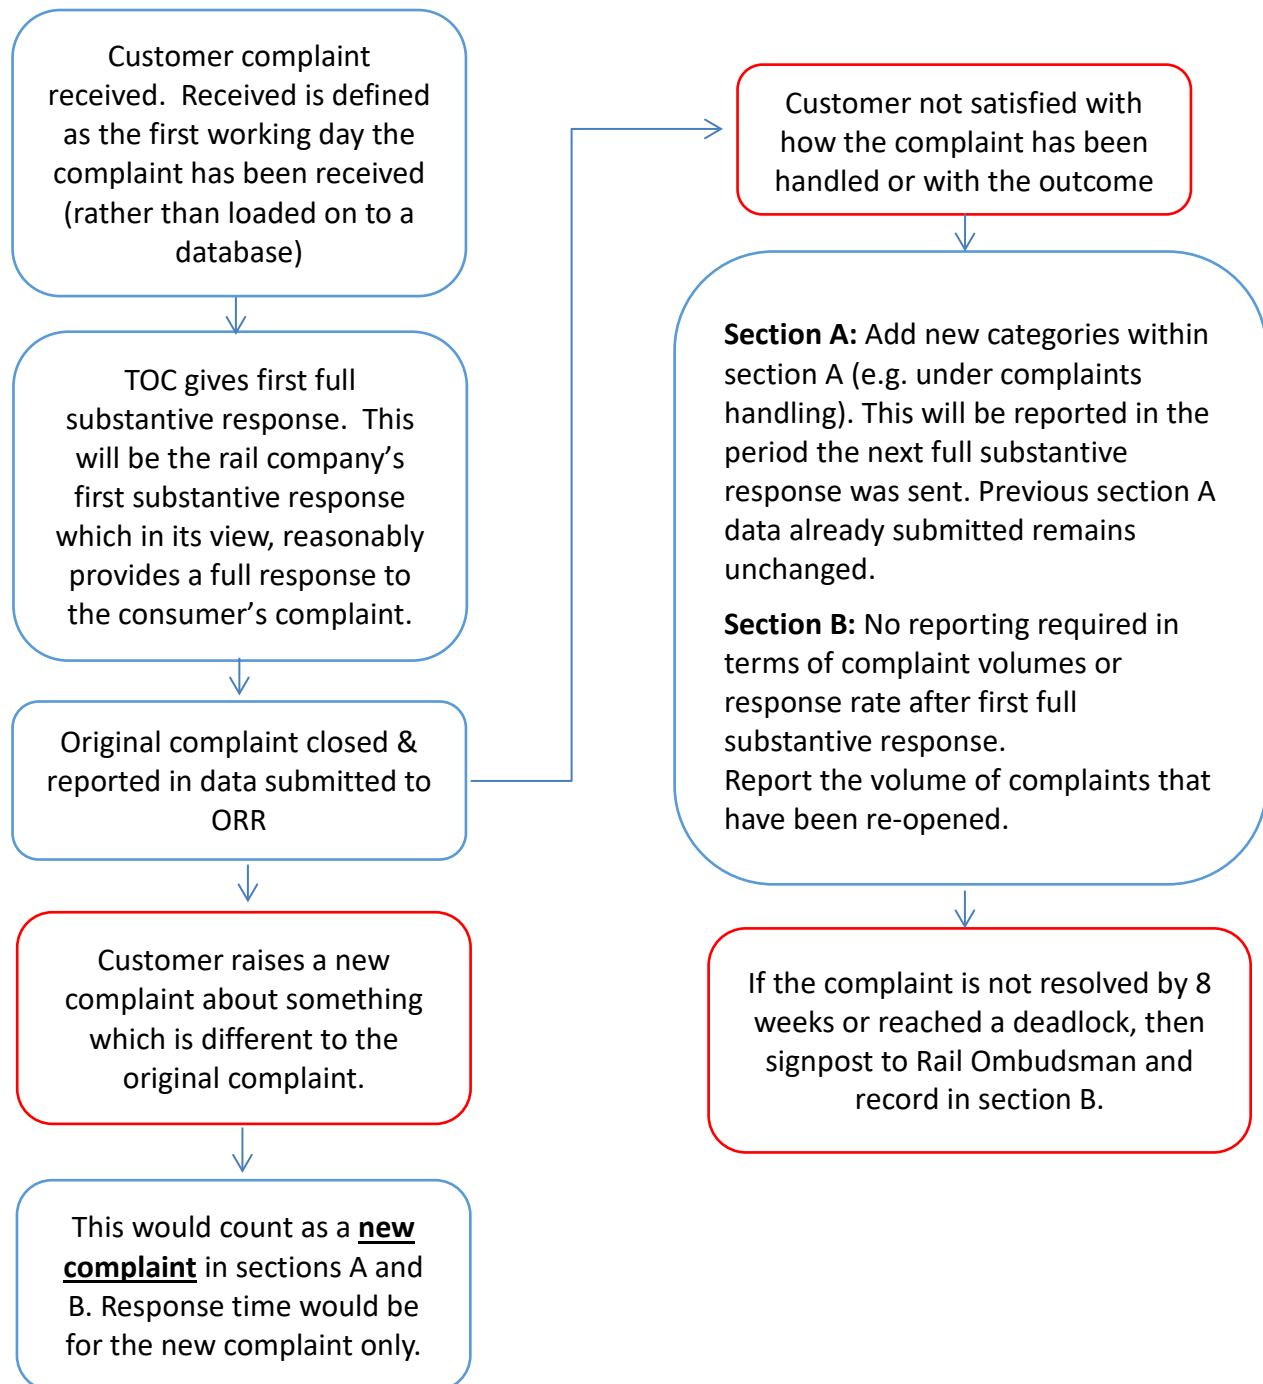 Customer complaint
received.  Received is defined
as the first working day the
complaint has been received
(rather than loaded on to a
database)
TOC gives first full
substantive response.  This
will be the rail company’s
first substantive response
which in its view, reasonably
provides a full response to
the consumer’s complaint.
Original complaint closed &
reported in data submitted to
ORR
Customer raises a new
complaint about something
which is different to the
original complaint.
This would count as a new
complaint in sections A and
B. Response time would be
for the new complaint only.
Customer not satisfied with
how the complaint has been
handled or with the outcome
Section A: Add new categories within
section A (e.g. under complaints
handling). This will be reported in the
period the next full substantive
response was sent. Previous section A
data already submitted remains
unchanged.
Section B: No reporting required in
terms of complaint volumes or
response rate after first full
substantive response.
Report the volume of complaints that
have been re-opened.
If the complaint is not resolved by 8
weeks or reached a deadlock, then
signpost to Rail Ombudsman and
record in section B.